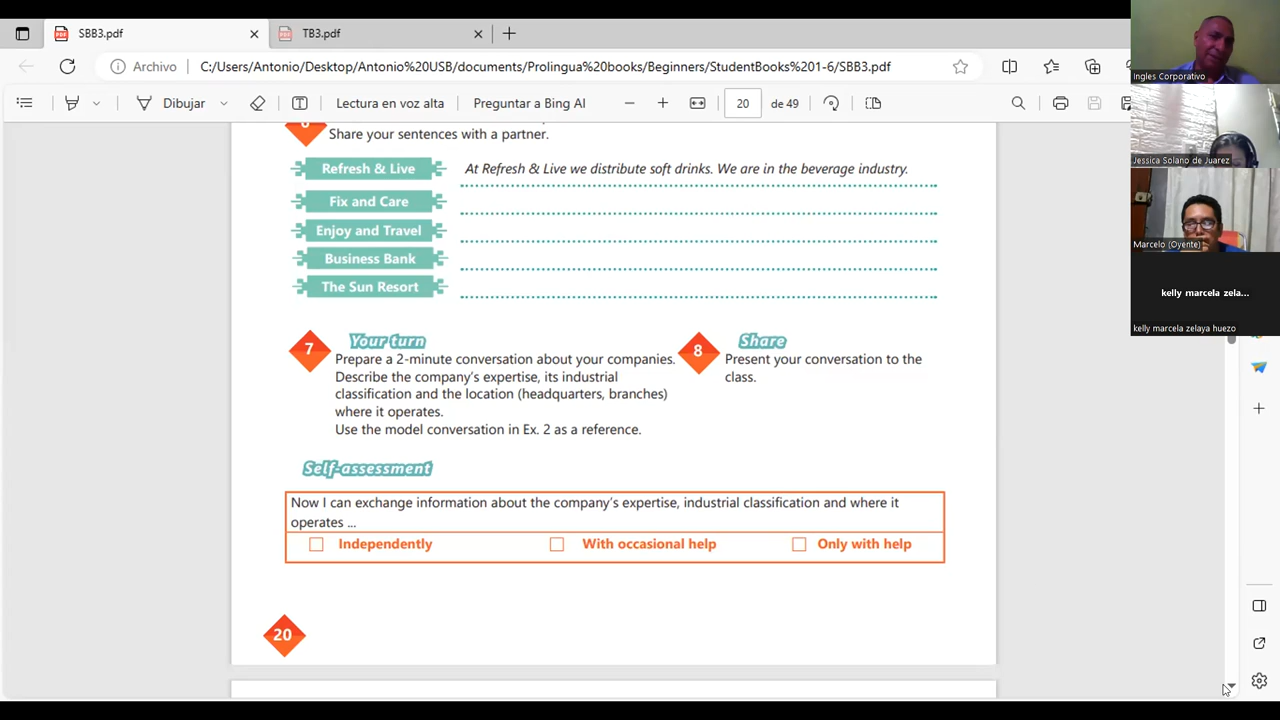 SBB3.pdf
TB3.pdf
Archivo C:/Users/Antonio/Desktop/Antonio%20USB/documents/Prolingua%20books/Beginners/StudentBooks%201-6/SBB3.pdf
Dibujar Lectura en voz alta Preguntar a Bing AI 20 de 49
Share your sentences with a partner.
Refresh & Live At Refresh & Live we distribute soft drinks. We are in the beverage industry.
Fix and Care
Enjoy and Travel
Business Bank
The Sun Resort
7 Your turn
Prepare a 2-minute conversation about your companies.
Describe the company's expertise, its industrial
classification and the location (headquarters, branches)
where it operates.
Use the model conversation in Ex. 2 as a reference.
8 Share
Present your conversation to the
class.
Self-assessment
Now I can exchange information about the company's expertise, industrial classification and where it
operates ...
Independently With occasional help Only with help
20
Ingles Corporativo
Jessica Solano de Juarez
Marcelo (Oyente)
kelly marcela zela...
kelly marcela zelaya huezo